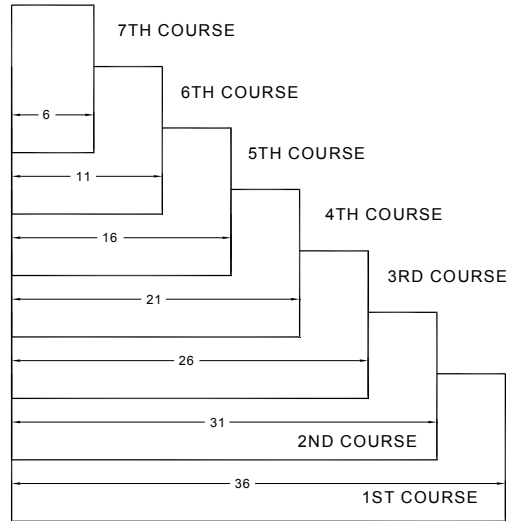 7TH COURSE
6TH COURSE
6
5TH COURSE
11
4TH COURSE
16
3RD COURSE
21
26
31
2ND COURSE
36
1ST COURSE